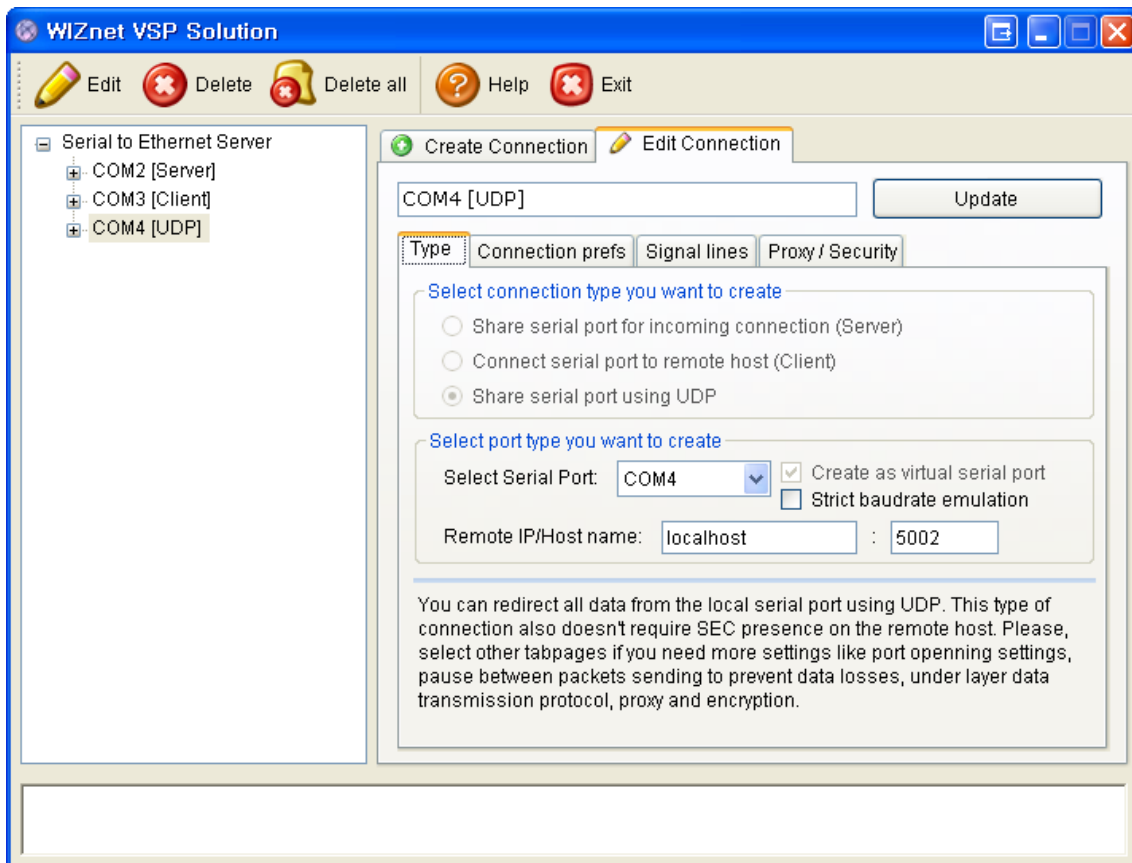 WIZnet VSP Solution
Edit Delete Delete all Help Exit
Serial to Ethernet Server
COM2 [Server]
COM3 [Client]
COM4 [UDP]
Create Connection Edit Connection
COM4 [UDP] Update
Type Connection prefs Signal lines Proxy / Security
Select connection type you want to create
Share serial port for incoming connection (Server)
Connect serial port to remote host (Client)
Share serial port using UDP
Select port type you want to create
Select Serial Port: COM4 Create as virtual serial port
Strict baudrate emulation
Remote IP/Host name: localhost : 5002
You can redirect all data from the local serial port using UDP. This type of
connection also doesn't require SEC presence on the remote host. Please,
select other tabpages if you need more settings like port openning settings,
pause between packets sending to prevent data losses, under layer data
transmission protocol, proxy and encryption.